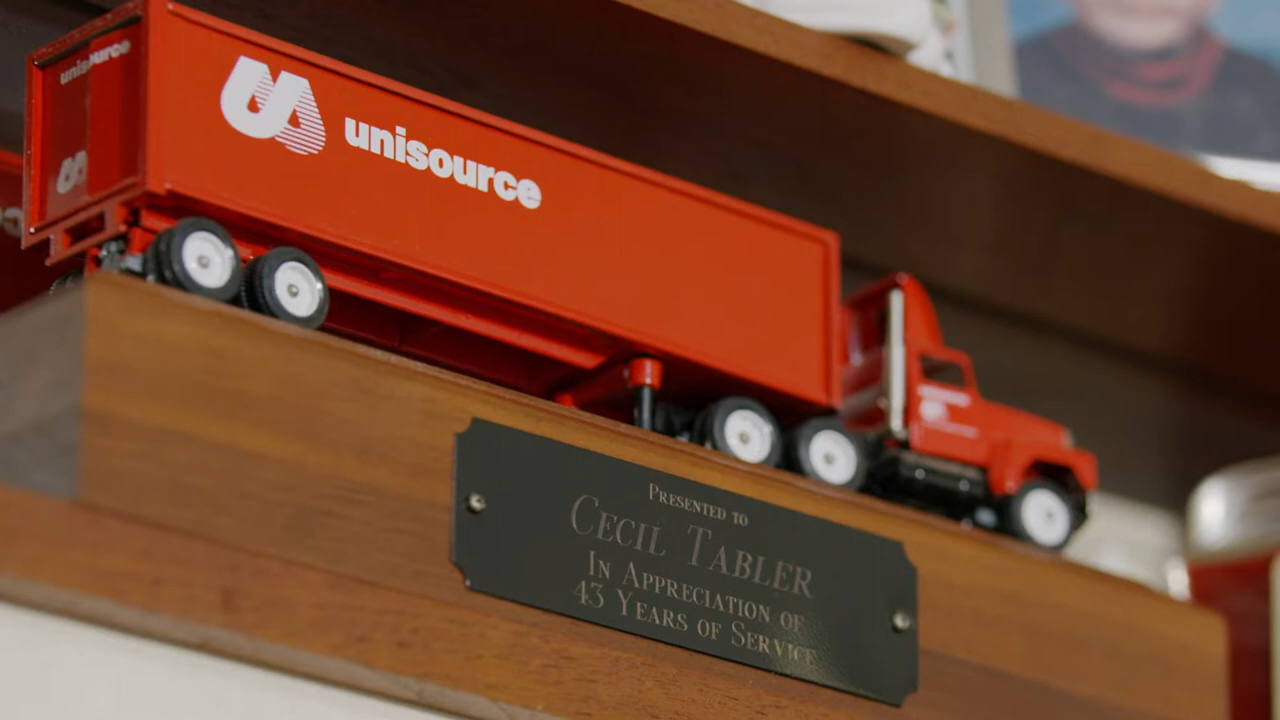 unisource
unisource
Presented to
Cecil Tabler
In Appreciation of
43 Years of Service